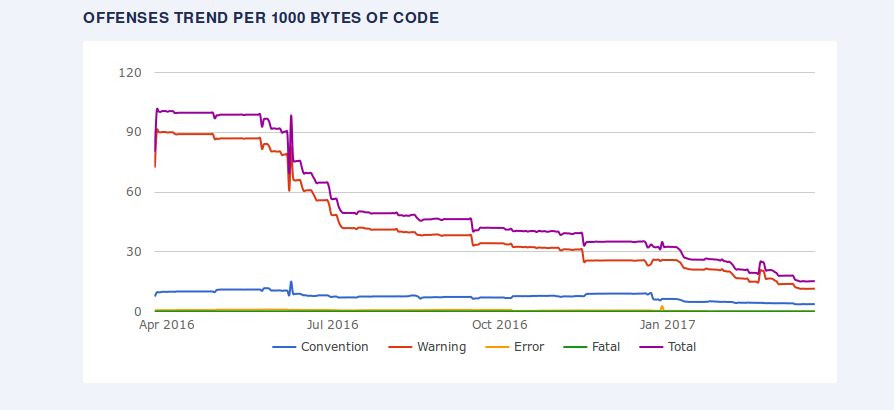 OFFENSES TREND PER 1000 BYTES OF CODE
120
90
60
30
0
Apr 2016 Jul 2016 Oct 2016 Jan 2017
Convention Warning Error Fatal Total